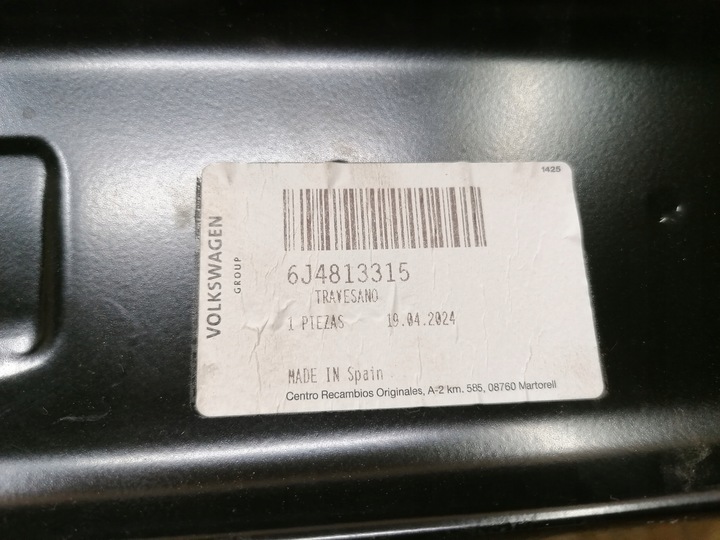 1425
VOLKSWAGEN
GROUP
6J4813315
TRAVESANO
1 PIEZAS 19.04.2024
MADE IN Spain
Centro Recambios Originales, A-2 km. 585, 08760 Martorell